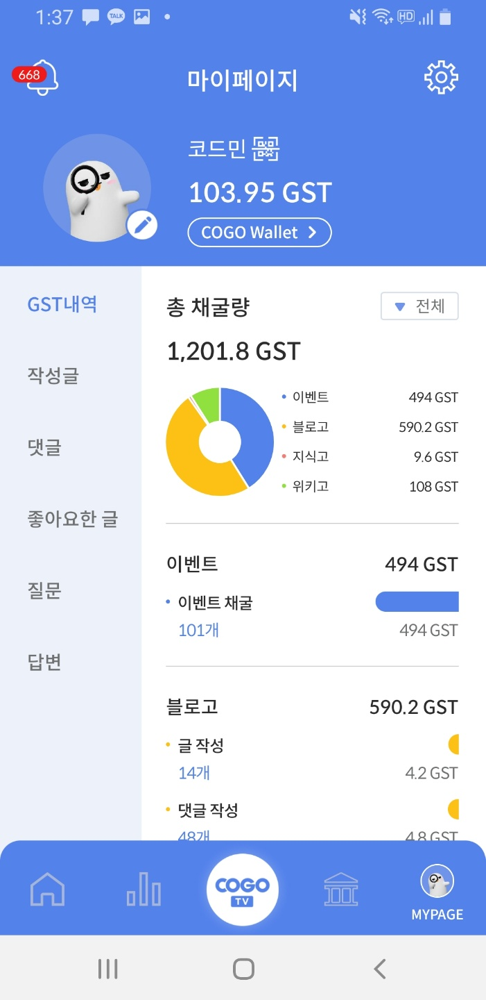 1:37
TALK
HD
668
마이페이지
코드민
103.95 GST
COGO Wallet
GST내역
작성글
댓글
좋아요한 글
질문
답변
총 채굴량
전체
1,201.8 GST
이벤트 494 GST
블로고 590.2 GST
지식고 9.6 GST
위키고 108 GST
이벤트 494 GST
이벤트 채굴
101개 494 GST
블로고 590.2 GST
글 작성
14개 4.2 GST
댓글 작성
48개 4.8 GST
COGO
TV
MYPAGE